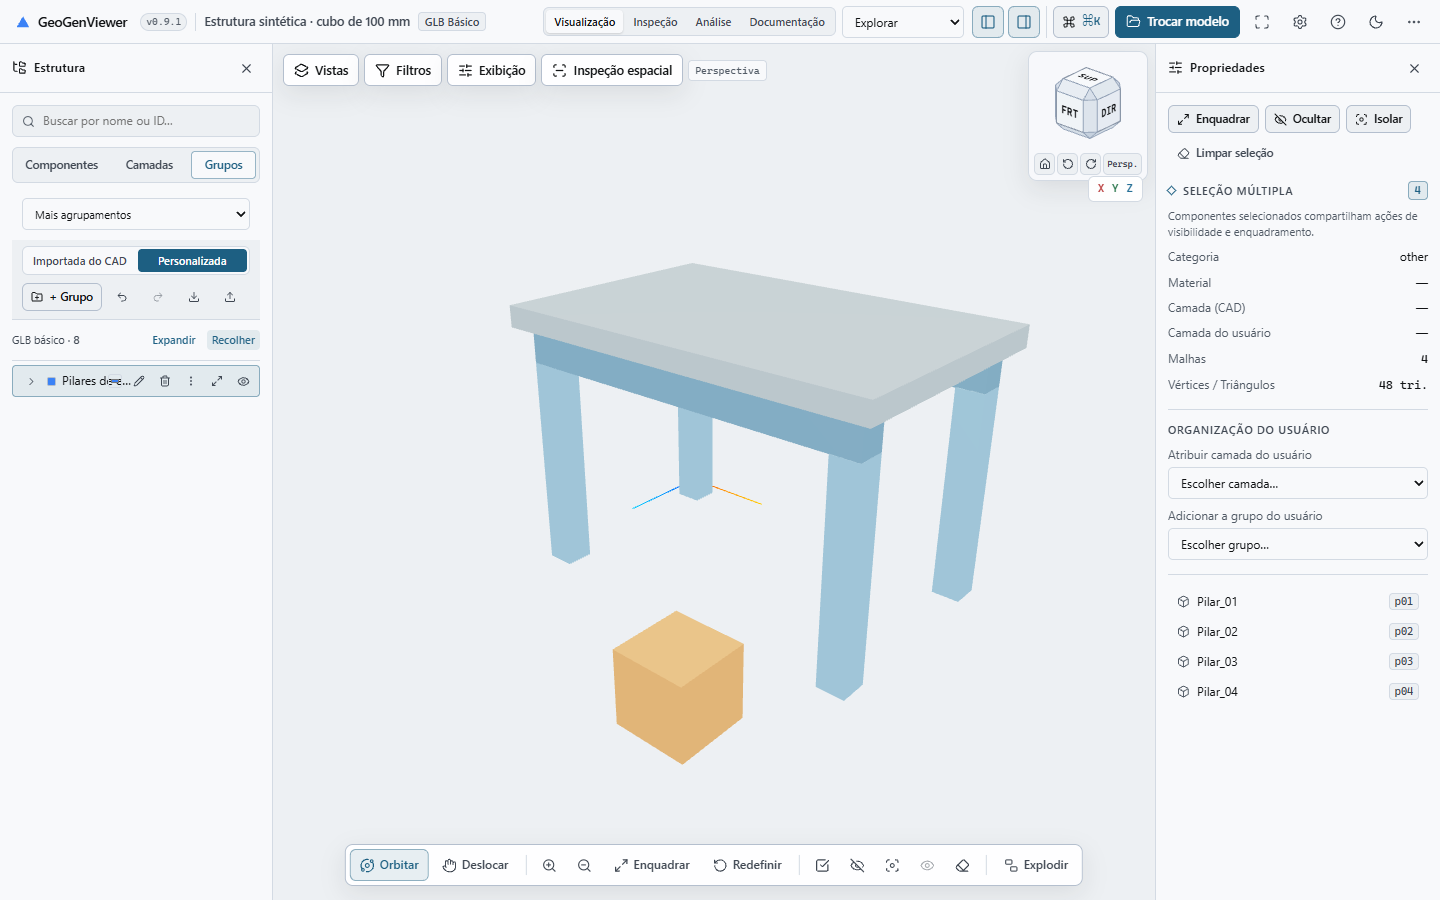 GeoGenViewer v0.9.1 Estrutura sintética · cubo de 100 mm GLB Básico Visualização Inspeção Análise Documentação Explorar ⌘K Trocar modelo
Estrutura
Buscar por nome ou ID...
Componentes Camadas Grupos
Mais agrupamentos
Importada do CAD Personalizada
+ Grupo
GLB básico · 8 Expandir Recolher
Pilares de e...
Vistas Filtros Exibição Inspeção espacial Perspectiva
SUP
FRT DIR
Persp.
X Y Z
Orbitar Deslocar Enquadrar Redefinir Explodir
Propriedades
Enquadrar Ocultar Isolar
Limpar seleção
SELEÇÃO MÚLTIPLA 4
Componentes selecionados compartilham ações de
visibilidade e enquadramento.
Categoria other
Material —
Camada (CAD) —
Camada do usuário —
Malhas 4
Vértices / Triângulos 48 tri.
ORGANIZAÇÃO DO USUÁRIO
Atribuir camada do usuário
Escolher camada...
Adicionar a grupo do usuário
Escolher grupo...
Pilar_01 p01
Pilar_02 p02
Pilar_03 p03
Pilar_04 p04